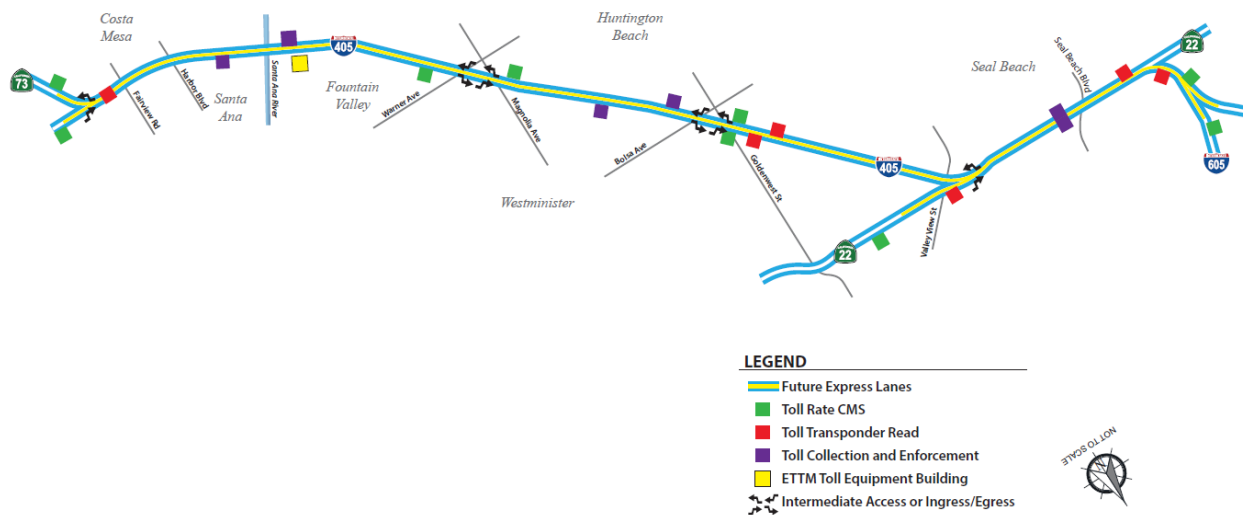 Costa
Mesa
Huntington
Beach
Seal Beach
22
Seal Beach Blvd
405
73
Fairview Rd
Harbor Blvd
Santa
Ana
Santa Ana River
Fountain
Valley
Warner Ave
Magnolia Ave
Bolsa Ave
Goldenwest St
405
605
Westminister
Valley View St
22
LEGEND
Future Express Lanes
Toll Rate CMS
Toll Transponder Read
Toll Collection and Enforcement
ETTM Toll Equipment Building
Intermediate Access or Ingress/Egress
NOT TO SCALE